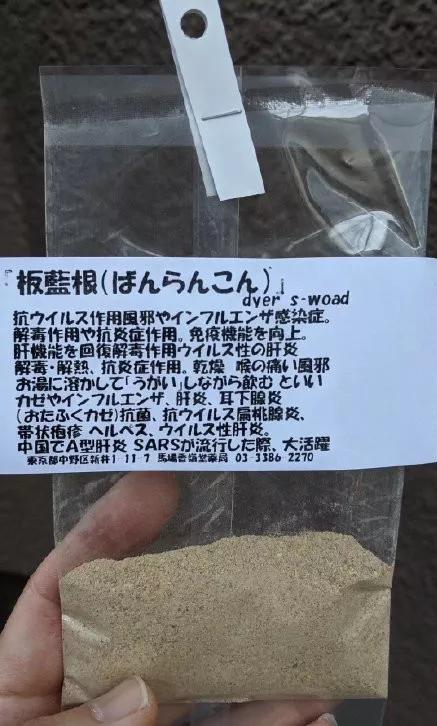 「板藍根(ばんらんこん)」
dyer s-woad
抗ウイルス作用風邪やインフルエンザ感染症。
解毒作用や抗炎症作用。免疫機能を向上。
肝機能を回復解毒作用ウイルス性の肝炎
解毒・解熱、抗炎症作用。乾燥 喉の痛い風邪
お湯に溶かして「うがい」しながら飲む といい
カゼやインフルエンザ、肝炎、耳下腺炎
(おたふくカゼ)抗菌、抗ウイルス扁桃腺炎、
帯状疱疹 ヘルペス、ウイルス性肝炎。
中国でA型肝炎 SARSが流行した際、大活躍
東京都中野区新井1-11-7 馬場香嶺堂薬局 03-3386-2270